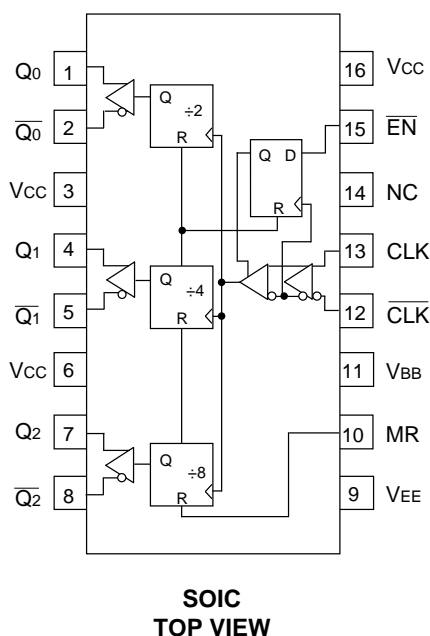 Q0 1
Q0 2
VCC 3
Q1 4
Q1 5
VCC 6
Q2 7
Q2 8
16 VCC
15 EN
14 NC
13 CLK
12 CLK
11 VBB
10 MR
9 VEE
Q ÷2
R
Q D
R
Q
÷4
R
Q
÷8
R
SOIC
TOP VIEW